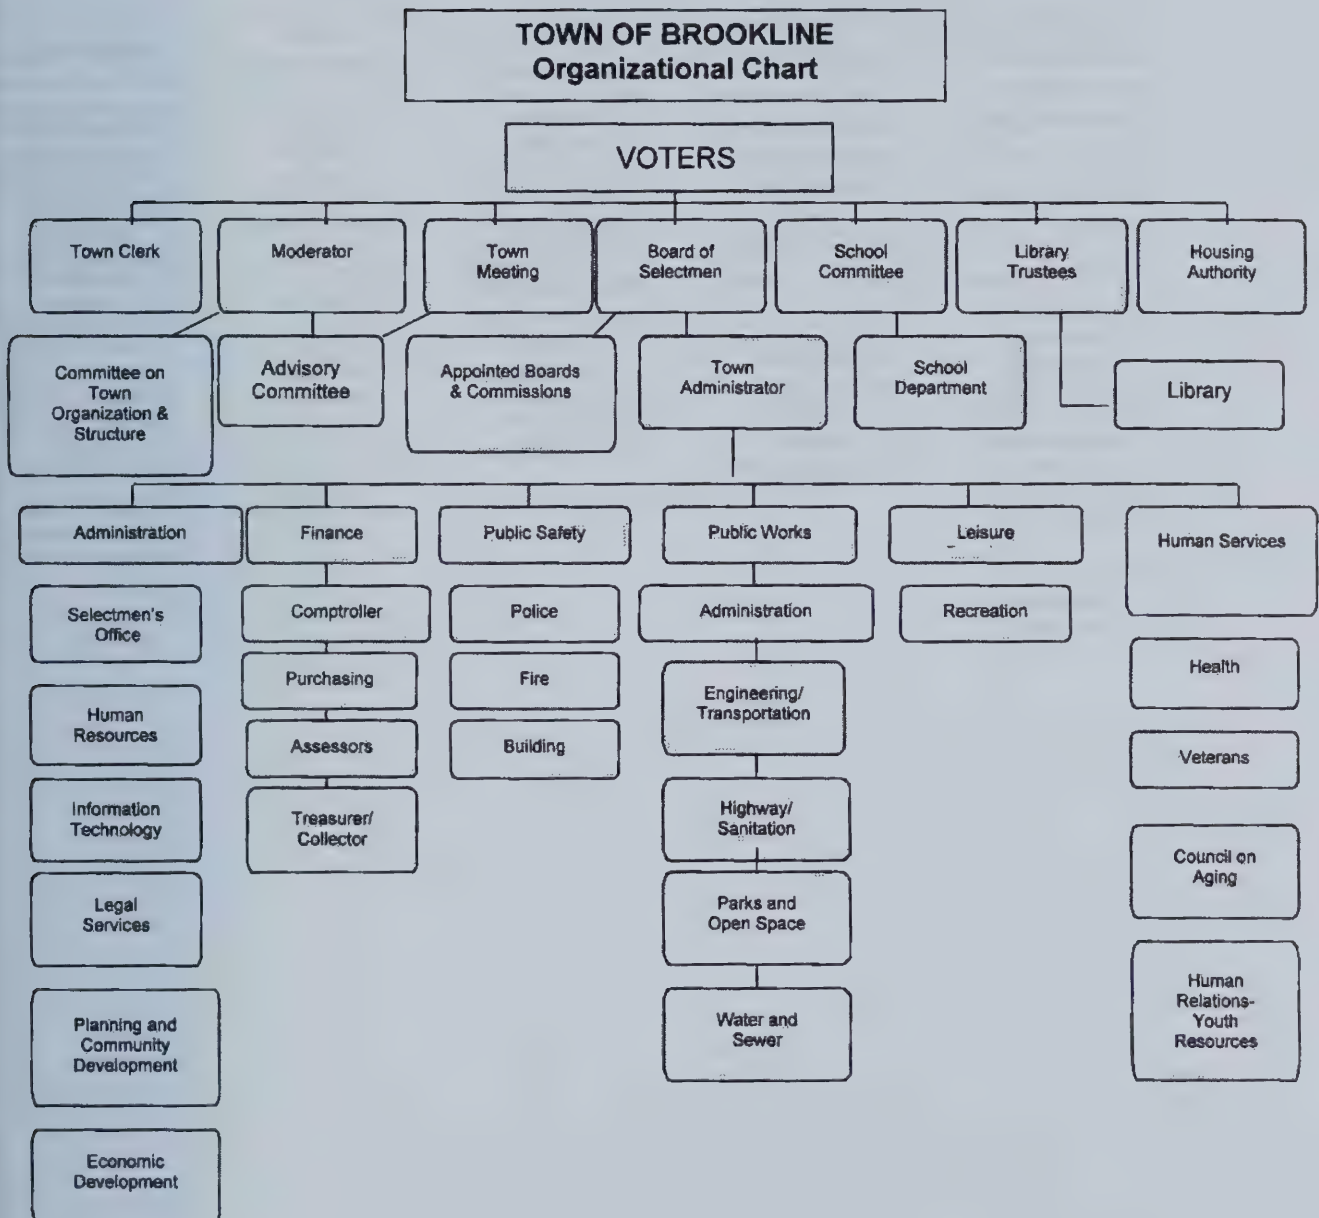 TOWN OF BROOKLINE
Organizational Chart
VOTERS
Town Clerk
Moderator
Town
Meeting
Board of
Selectmen
School
Committee
Library
Trustees
Housing
Authority
Committee on
Town
Organization &
Structure
Advisory
Committee
Appointed Boards
& Commissions
Town
Administrator
School
Department
Library
Administration
Finance
Public Safety
Public Works
Leisure
Human Services
Selectmen's
Office
Human
Resources
Information
Technology
Legal
Services
Planning and
Community
Development
Economic
Development
Comptroller
Purchasing
Assessors
Treasurer/
Collector
Police
Fire
Building
Administration
Engineering/
Transportation
Highway/
Sanitation
Parks and
Open Space
Water and
Sewer
Recreation
Health
Veterans
Council on
Aging
Human
Relations-
Youth
Resources